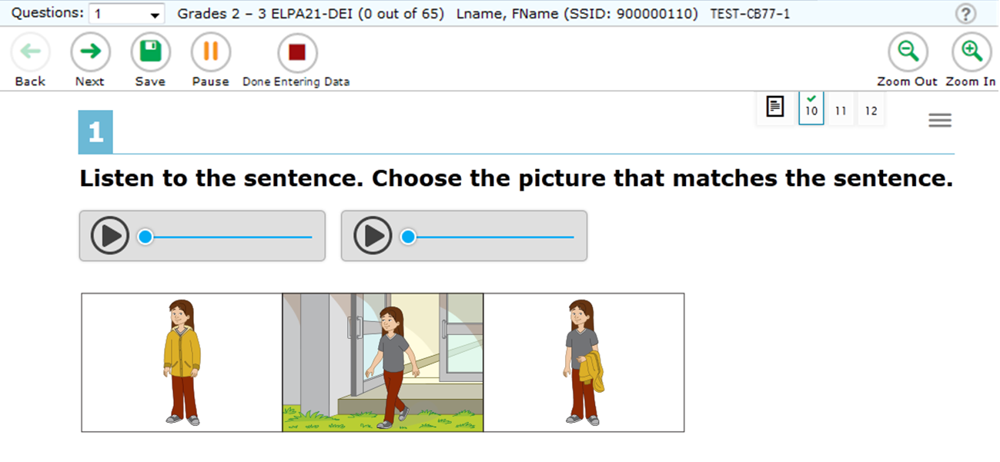 Questions: 1 Grades 2 – 3 ELPA21-DEI (0 out of 65) Lname, FName (SSID: 900000110) TEST-CB77-1 ?
Back Next Save Pause Done Entering Data Zoom Out Zoom In
10 11 12
1
Listen to the sentence. Choose the picture that matches the sentence.